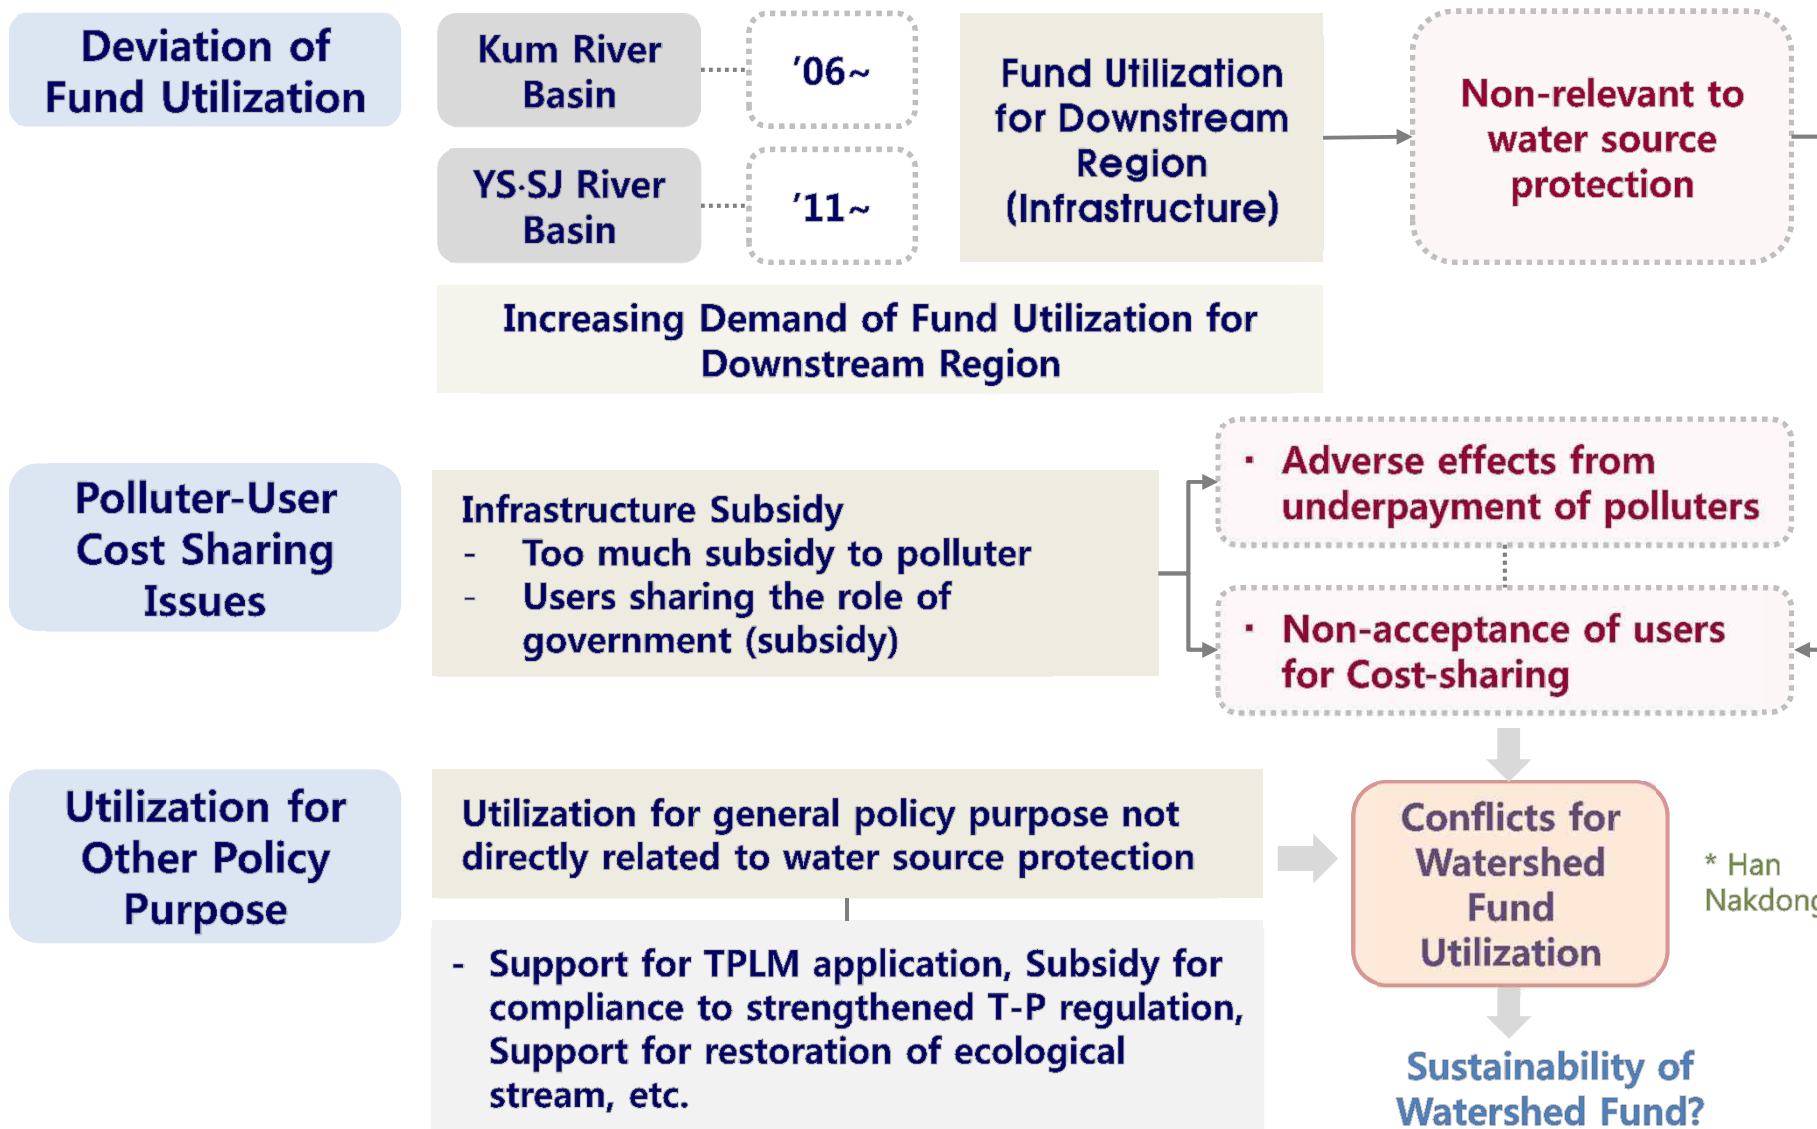 Deviation of
Fund Utilization
Kum River
Basin
'06~
YS·SJ River
Basin
'11~
Fund Utilization
for Downstream
Region
(Infrastructure)
Non-relevant to
water source
protection
Increasing Demand of Fund Utilization for
Downstream Region
Polluter-User
Cost Sharing
Issues
Infrastructure Subsidy
- Too much subsidy to polluter
- Users sharing the role of
government (subsidy)
· Adverse effects from
underpayment of polluters
· Non-acceptance of users
for Cost-sharing
Utilization for
Other Policy
Purpose
Utilization for general policy purpose not
directly related to water source protection
- Support for TPLM application, Subsidy for
compliance to strengthened T-P regulation,
Support for restoration of ecological
stream, etc.
Conflicts for
Watershed
Fund
Utilization
* Han
Nakdong
Sustainability of
Watershed Fund?